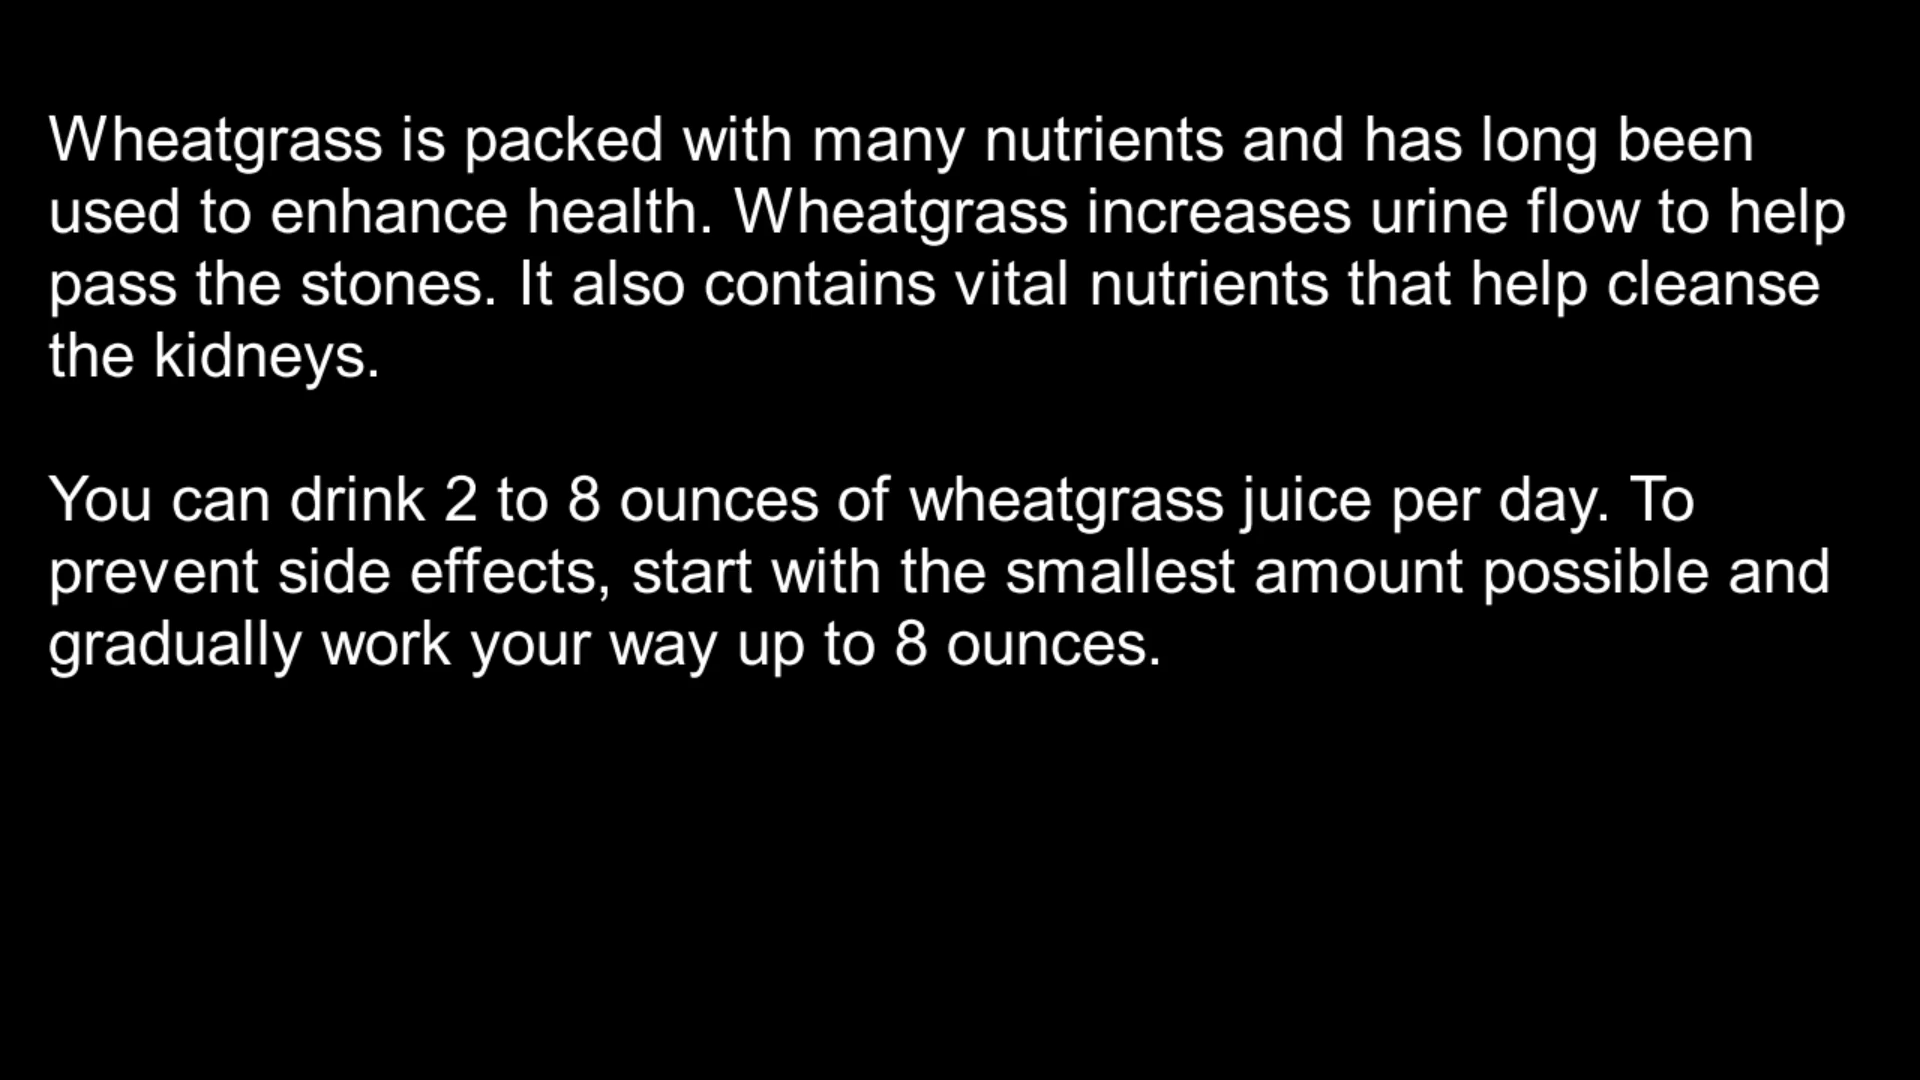 Wheatgrass is packed with many nutrients and has long been
used to enhance health. Wheatgrass increases urine flow to help
pass the stones. It also contains vital nutrients that help cleanse
the kidneys.
You can drink 2 to 8 ounces of wheatgrass juice per day. To
prevent side effects, start with the smallest amount possible and
gradually work your way up to 8 ounces.